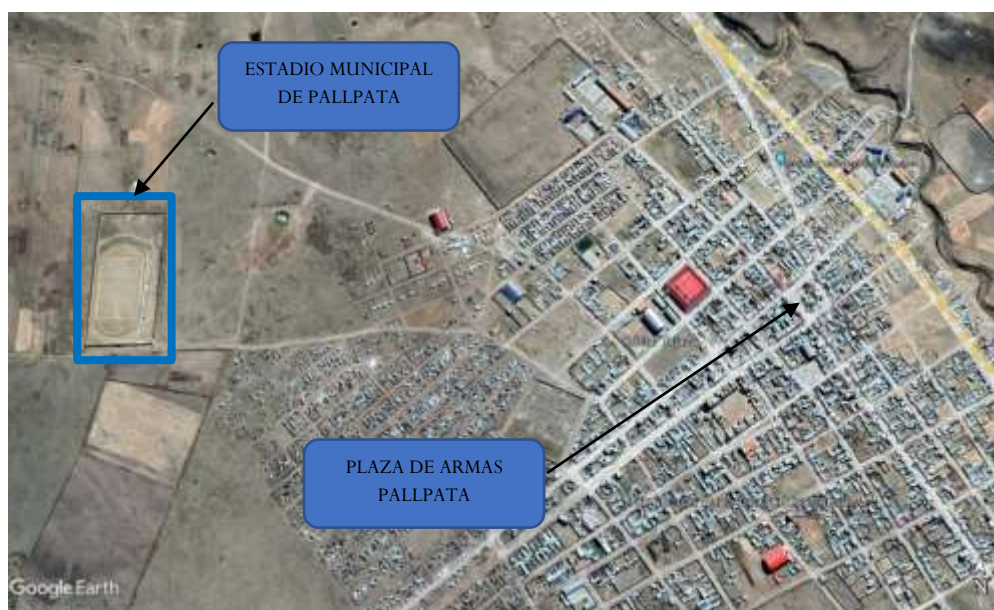 ESTADIO MUNICIPAL
DE PALLPATA
PLAZA DE ARMAS
PALLPATA
Google Earth
N